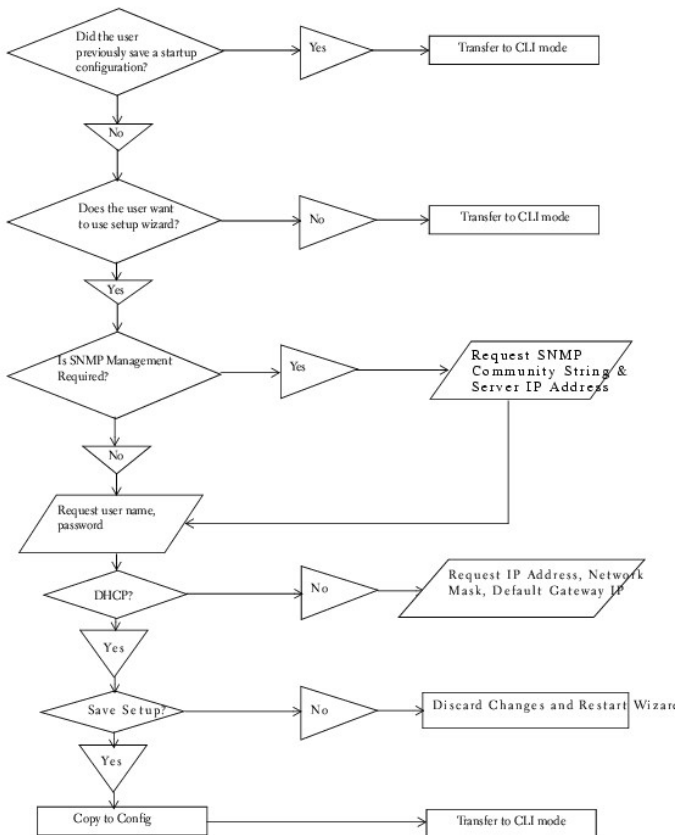 Did the user
previously save a startup
configuration?
Yes
Transfer to CLI mode
No
Does the user want
to use setup wizard?
No
Transfer to CLI mode
Yes
Is SNMP Management
Required?
Yes
Request SNMP
Community String &
Server IP Address
No
Request user name,
password
DHCP?
No
Request IP Address, Network
Mask, Default Gateway IP
Yes
Save Setup?
No
Discard Changes and Restart Wizard
Yes
Copy to Config
Transfer to CLI mode